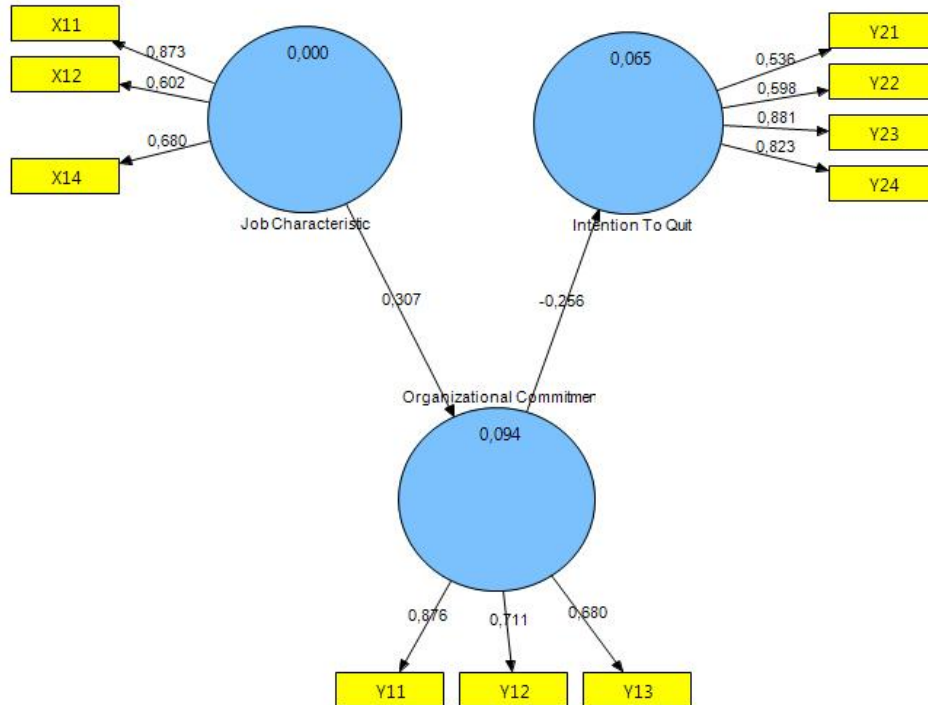 X11
0,873
X12
0,602
0,680
X14
0,000
Job Characteristic
0,065
Intention To Quit
Y21
0,536
Y22
0,598
0,881
Y23
0,823
Y24
0,307
-0,256
Organizational Commitmen
0,094
0,876
0,711
0,680
Y11
Y12
Y13